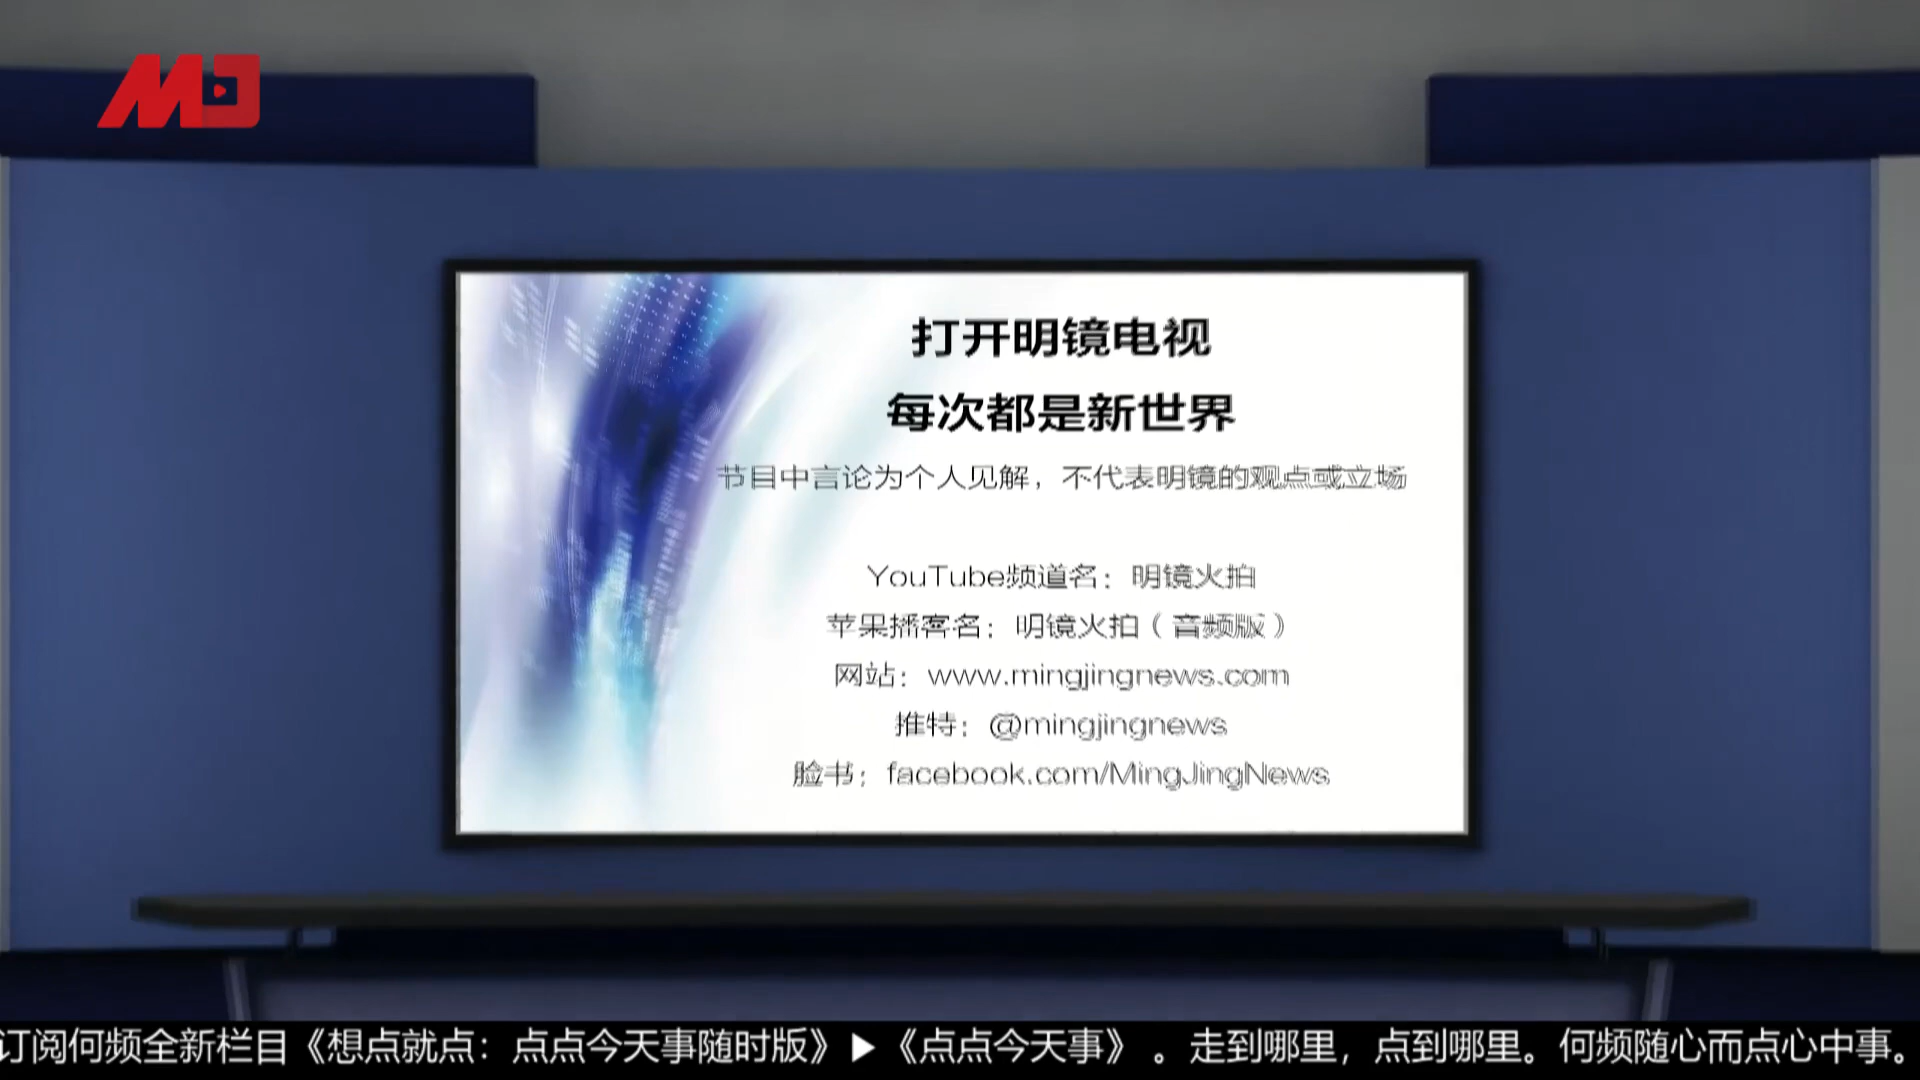 MJ
打开明镜电视
每次都是新世界
节目中言论为个人见解，不代表明镜的观点或立场
YouTube频道名：明镜火拍
苹果播客名：明镜火拍（音频版）
网站：www.mingjingnews.com
推特：@mingjingnews
脸书：facebook.com/MingJingNews
订阅何频全新栏目《想点就点：点点今天事随时版》▶《点点今天事》。走到哪里，点到哪里。何频随心而点心中事。